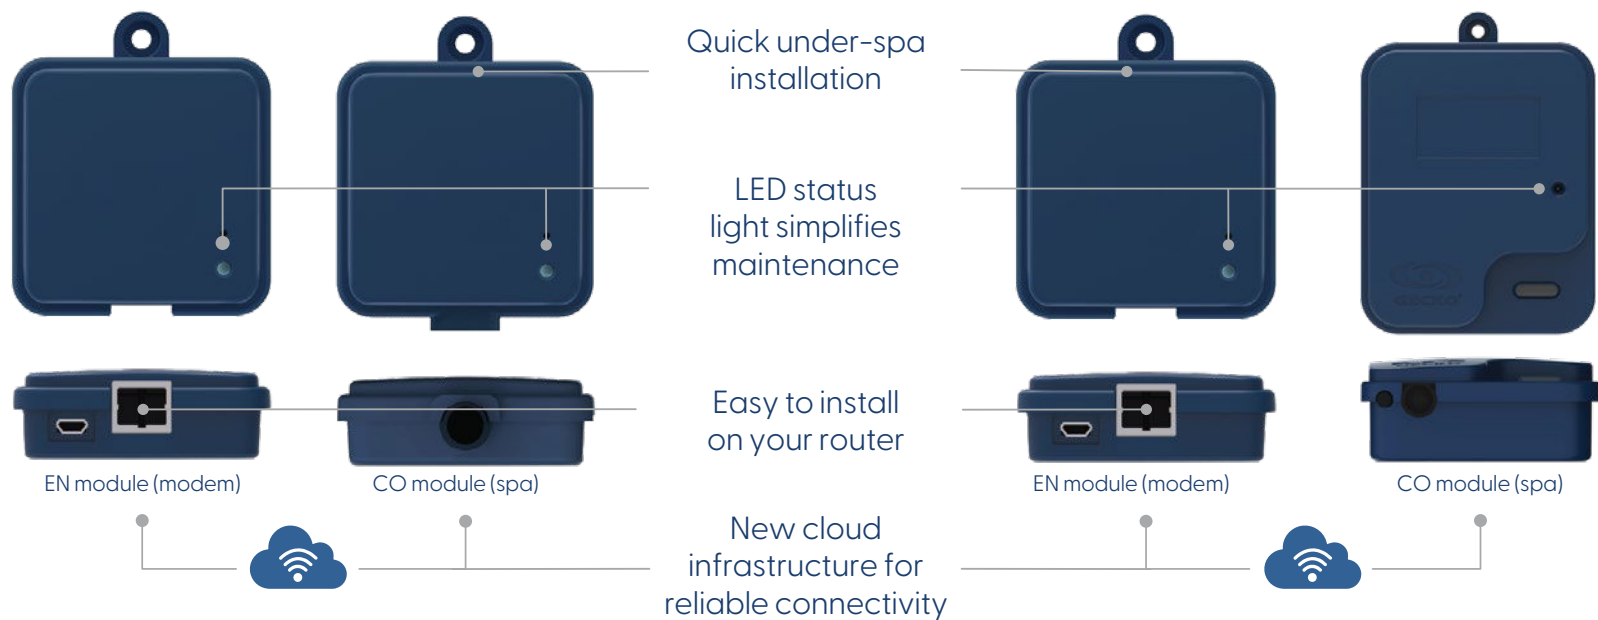 Quick under-spa
installation
LED status
light simplifies
maintenance
GECKO
Easy to install
on your router
EN module (modem)
CO module (spa)
EN module (modem)
CO module (spa)
New cloud
infrastructure for
reliable connectivity